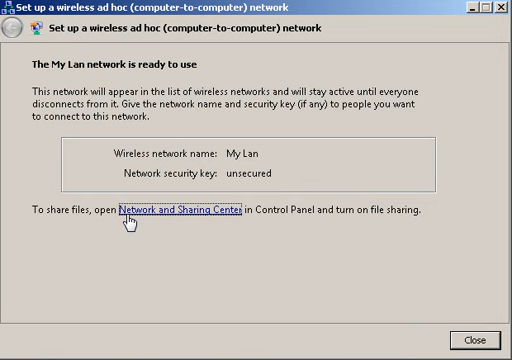 Set up a wireless ad hoc (computer-to-computer) network
Set up a wireless ad hoc (computer-to-computer) network
The My Lan network is ready to use
This network will appear in the list of wireless networks and will stay active until everyone
disconnects from it. Give the network name and security key (if any) to people you want
to connect to this network.
Wireless network name: My Lan
Network security key: unsecured
To share files, open Network and Sharing Center in Control Panel and turn on file sharing.
Close